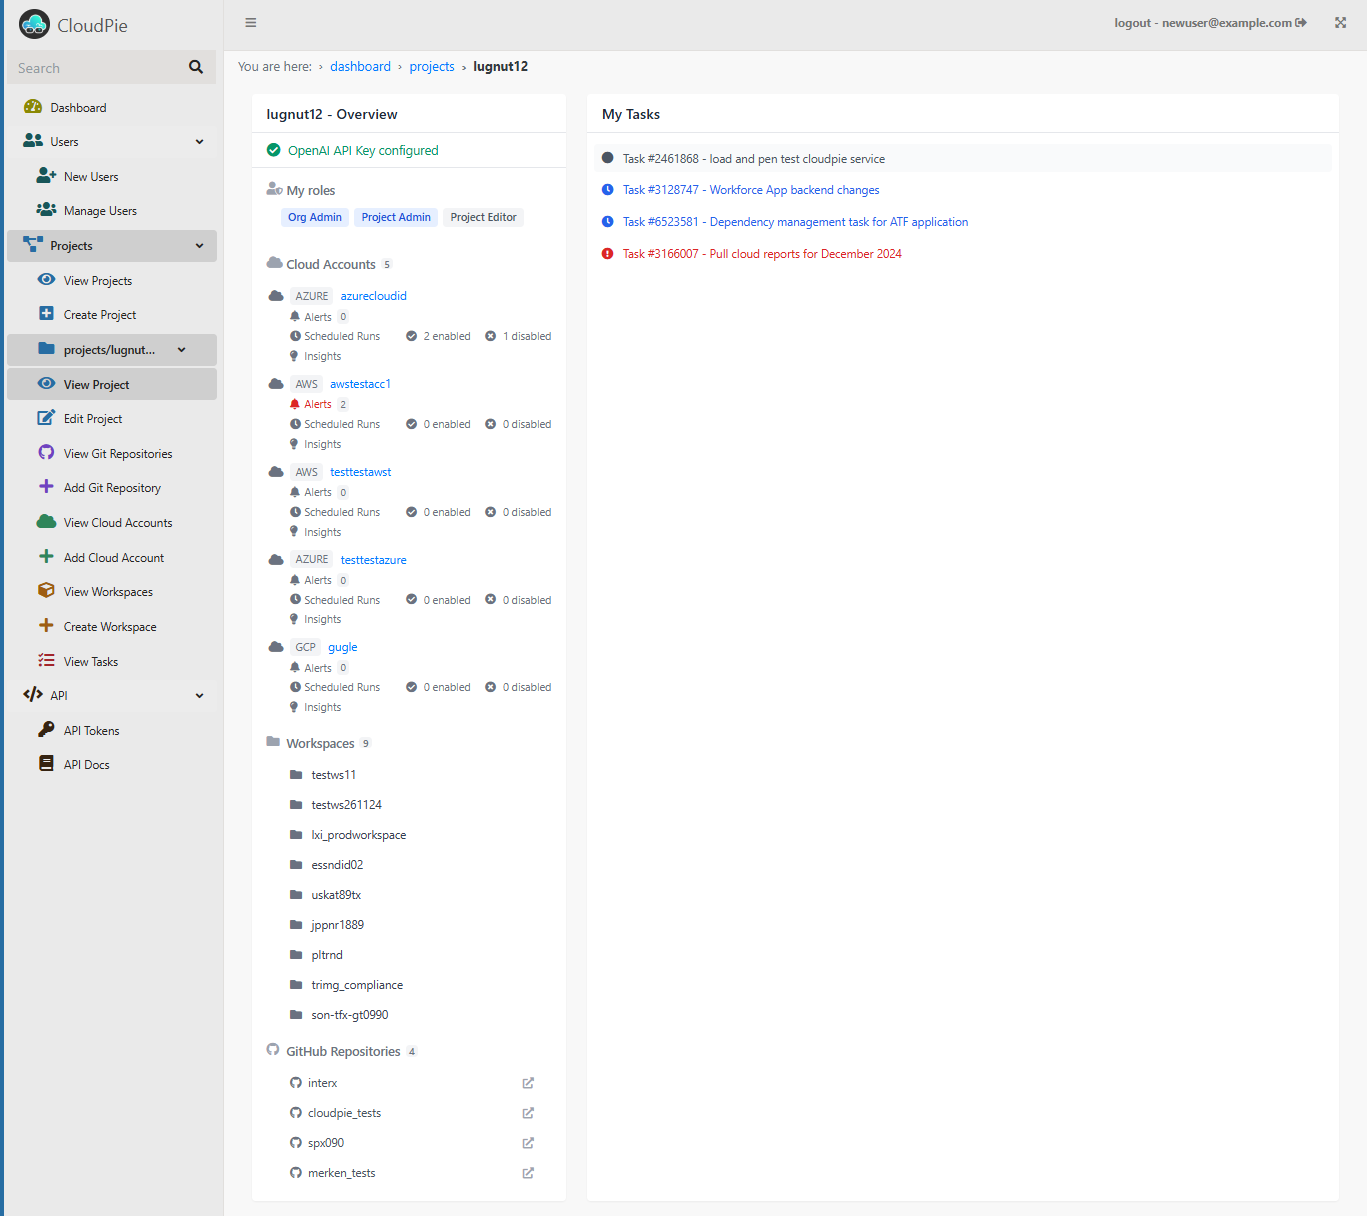 CloudPie
logout - newuser@example.com
Search
You are here: › dashboard › projects › lugnut12
Dashboard
Users
New Users
Manage Users
Projects
View Projects
Create Project
projects/lugnut...
View Project
Edit Project
View Git Repositories
Add Git Repository
View Cloud Accounts
Add Cloud Account
View Workspaces
Create Workspace
View Tasks
API
API Tokens
API Docs
lugnut12 - Overview
OpenAI API Key configured
My roles
Org Admin Project Admin Project Editor
Cloud Accounts 5
AZURE azurecloudid
Alerts 0
Scheduled Runs 2 enabled 1 disabled
Insights
AWS awstestacc1
Alerts 2
Scheduled Runs 0 enabled 0 disabled
Insights
AWS testtestawst
Alerts 0
Scheduled Runs 0 enabled 0 disabled
Insights
AZURE testtestazure
Alerts 0
Scheduled Runs 0 enabled 0 disabled
Insights
GCP gugle
Alerts 0
Scheduled Runs 0 enabled 0 disabled
Insights
Workspaces 9
testws11
testws261124
lxi_prodworkspace
essndid02
uskat89tx
jppnr1889
pltrnd
trimg_compliance
son-tfx-gt0990
GitHub Repositories 4
interx
cloudpie_tests
spx090
merken_tests
My Tasks
Task #2461868 - load and pen test cloudpie service
Task #3128747 - Workforce App backend changes
Task #6523581 - Dependency management task for ATF application
Task #3166007 - Pull cloud reports for December 2024